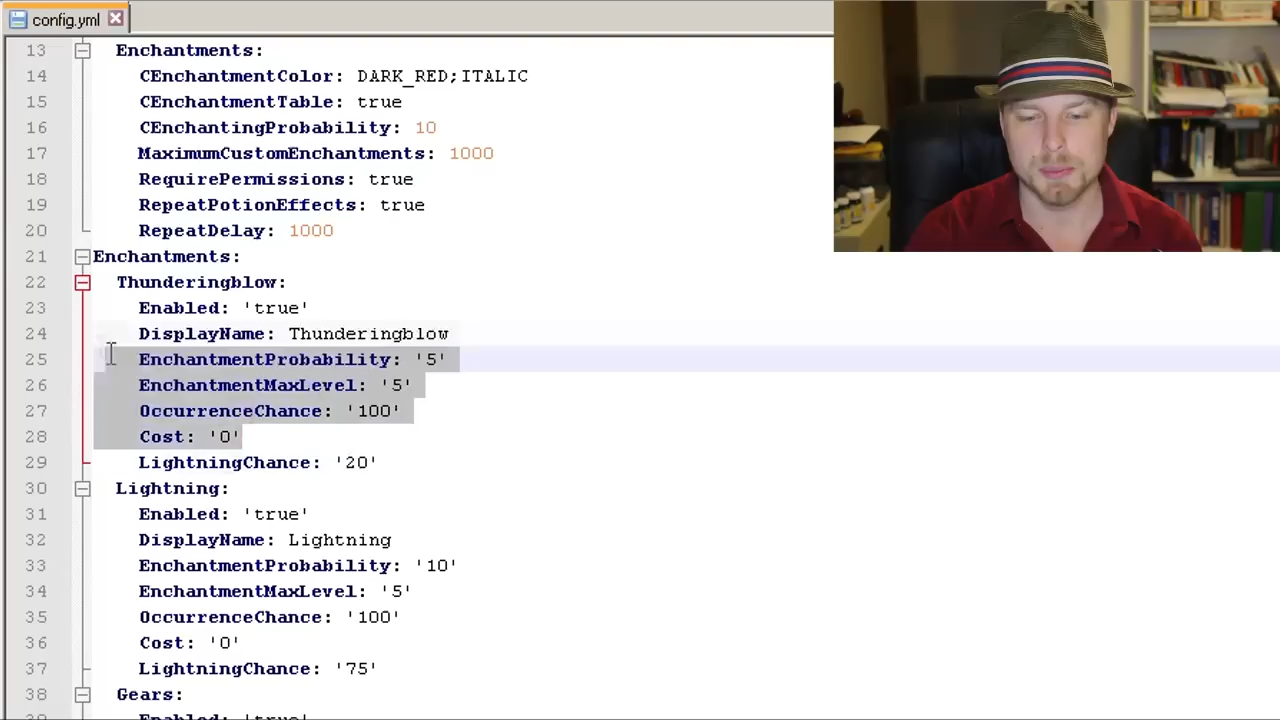 config.yml
13 Enchantments:
14 CEnchantmentColor: DARK_RED;ITALIC
15 CEnchantmentTable: true
16 CEnchantingProbability: 10
17 MaximumCustomEnchantments: 1000
18 RequirePermissions: true
19 RepeatPotionEffects: true
20 RepeatDelay: 1000
21 Enchantments:
22 Thunderingblow:
23 Enabled: 'true'
24 DisplayName: Thunderingblow
25 EnchantmentProbability: '5'
26 EnchantmentMaxLevel: '5'
27 OccurrenceChance: '100'
28 Cost: '0'
29 LightningChance: '20'
30 Lightning:
31 Enabled: 'true'
32 DisplayName: Lightning
33 EnchantmentProbability: '10'
34 EnchantmentMaxLevel: '5'
35 OccurrenceChance: '100'
36 Cost: '0'
37 LightningChance: '75'
38 Gears:
39 Enabled: 'true'